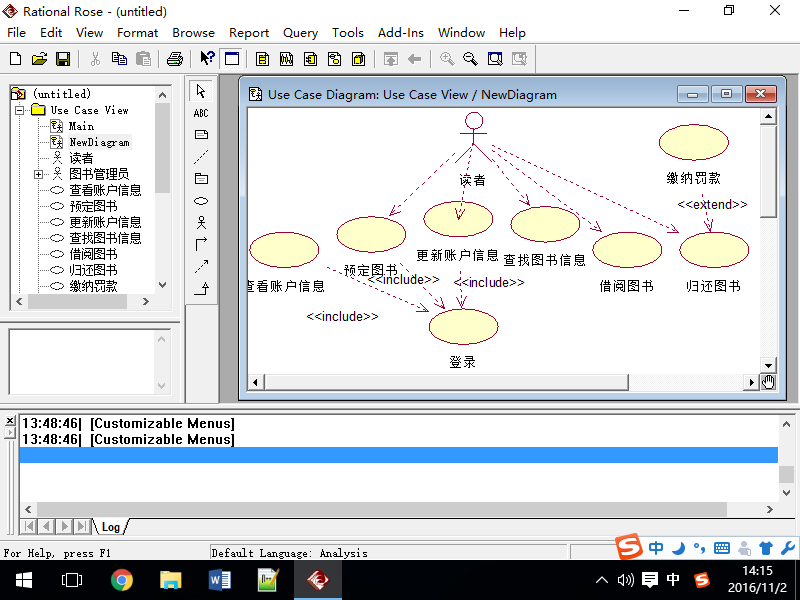 Rational Rose - (untitled)
File Edit View Format Browse Report Query Tools Add-Ins Window Help
(untitled)
Use Case View
Main
NewDiagram
读者
图书管理员
查看账户信息
预定图书
更新账户信息
查找图书信息
借阅图书
归还图书
缴纳罚款
ABC
Use Case Diagram: Use Case View / NewDiagram
读者
缴纳罚款
<<extend>>
更新账户信息
查找图书信息
预定图书
<<include>>
<<include>>
查看账户信息
借阅图书
归还图书
<<include>>
登录
13:48:46| [Customizable Menus]
13:48:46| [Customizable Menus]
Log
For Help, press F1
Default Language: Analysis
中
中
14:15
2016/11/2